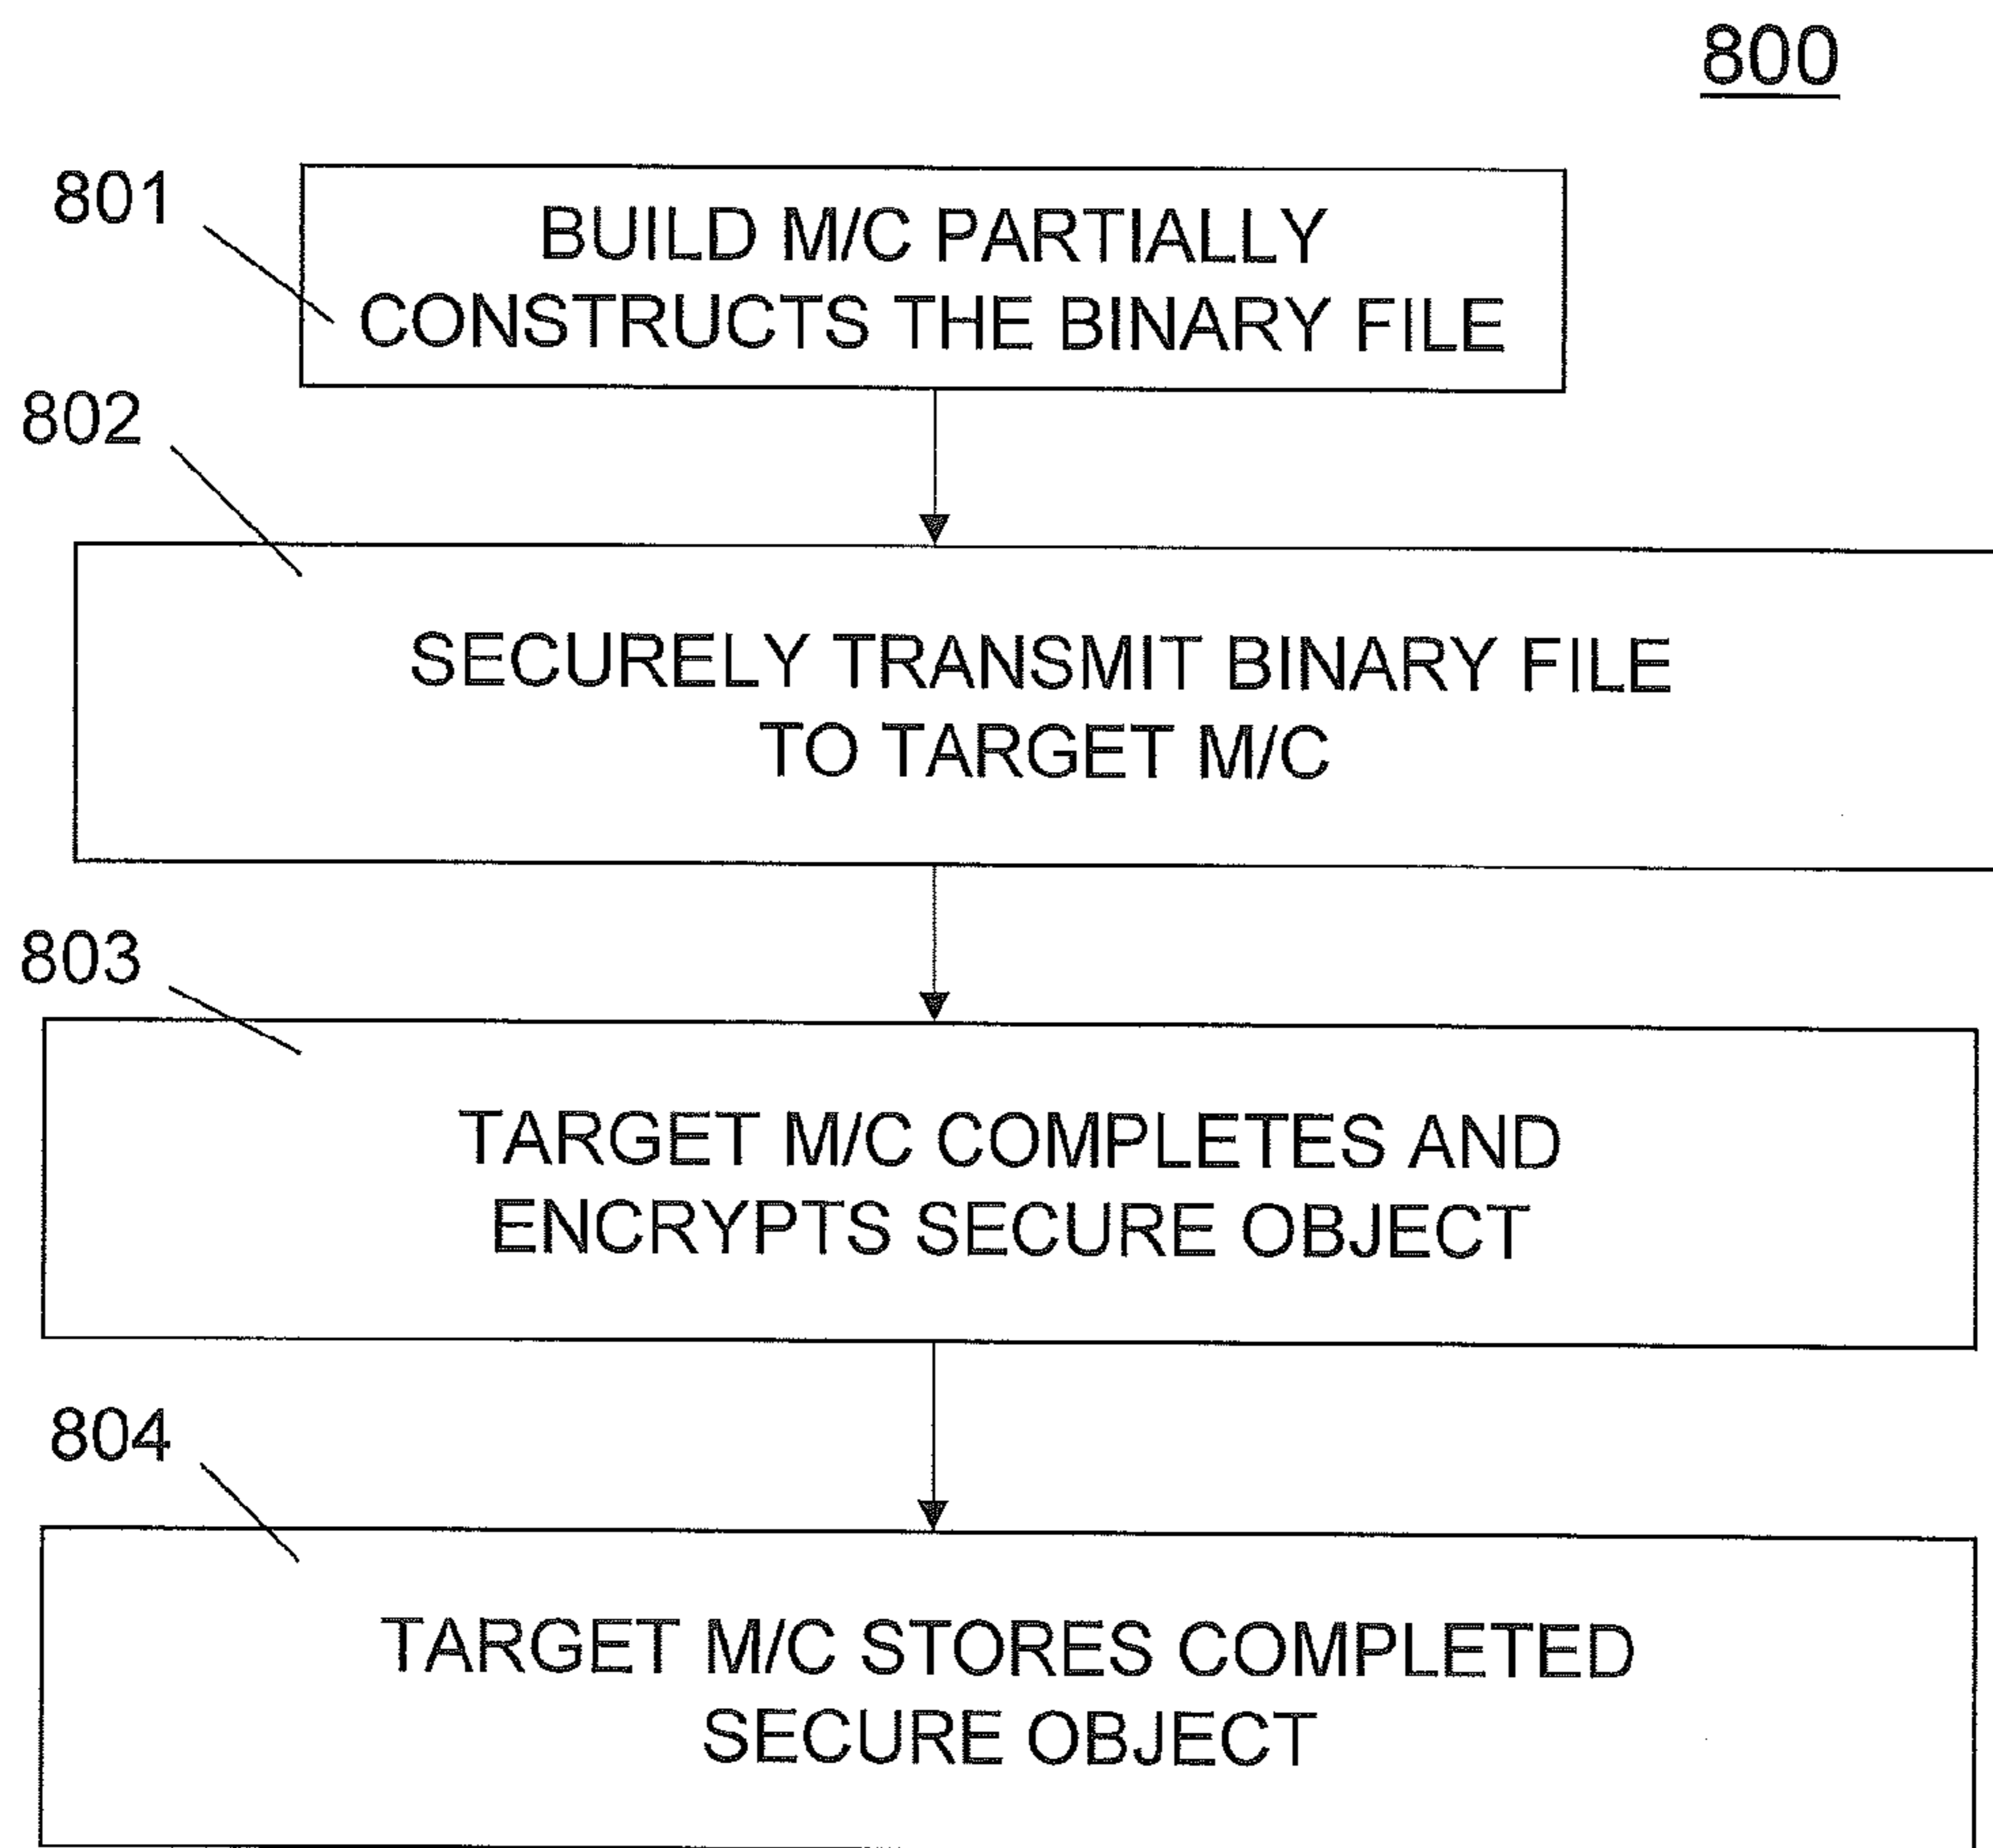 800
801
BUILD M/C PARTIALLY
CONSTRUCTS THE BINARY FILE
802
SECURELY TRANSMIT BINARY FILE
TO TARGET M/C
803
TARGET M/C COMPLETES AND
ENCRYPTS SECURE OBJECT
804
TARGET M/C STORES COMPLETED
SECURE OBJECT